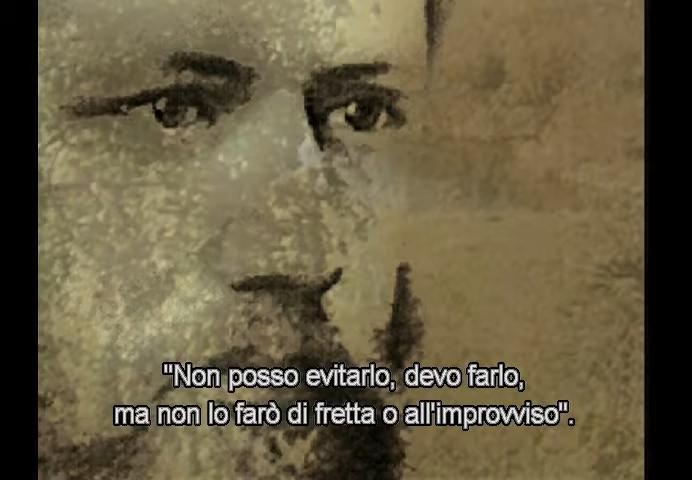 "Non posso evitarlo, devo farlo,
ma non lo farò di fretta o all'improvviso".